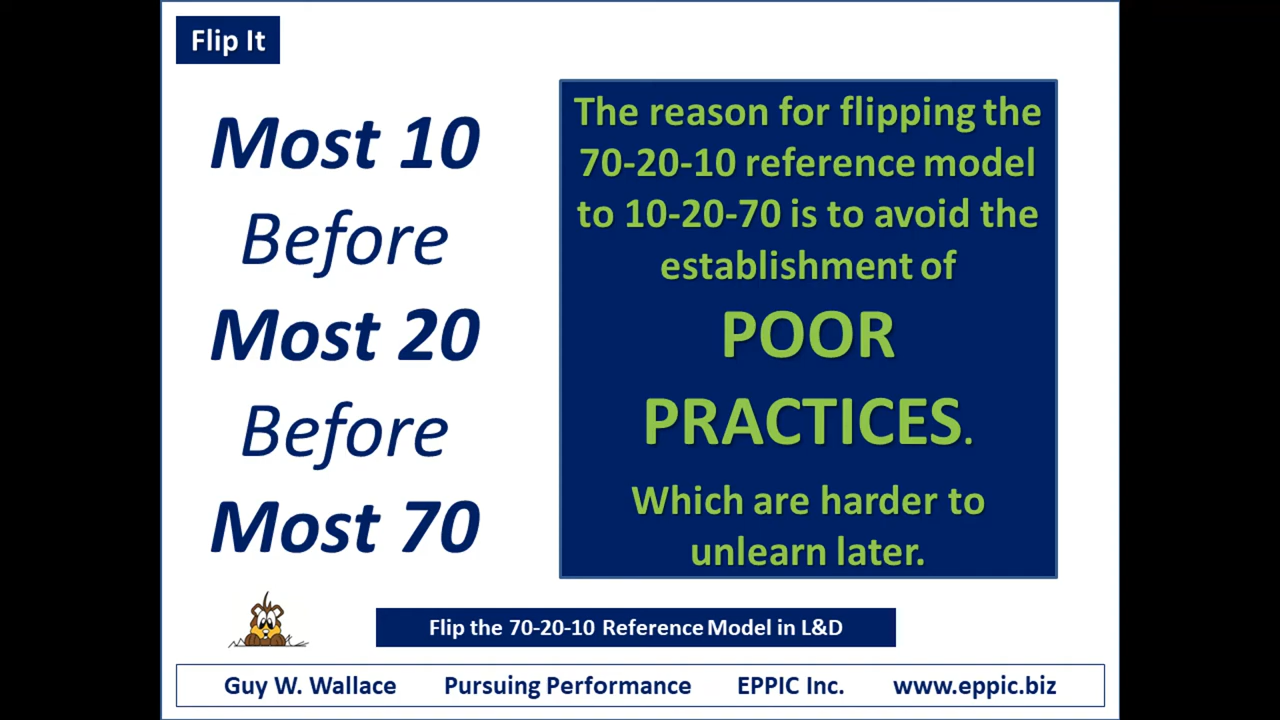 Flip It
Most 10
Before
Most 20
Before
Most 70
The reason for flipping the
70-20-10 reference model
to 10-20-70 is to avoid the
establishment of
POOR
PRACTICES.
Which are harder to
unlearn later.
Flip the 70-20-10 Reference Model in L&D
Guy W. Wallace Pursuing Performance EPPIC Inc. www.eppic.biz